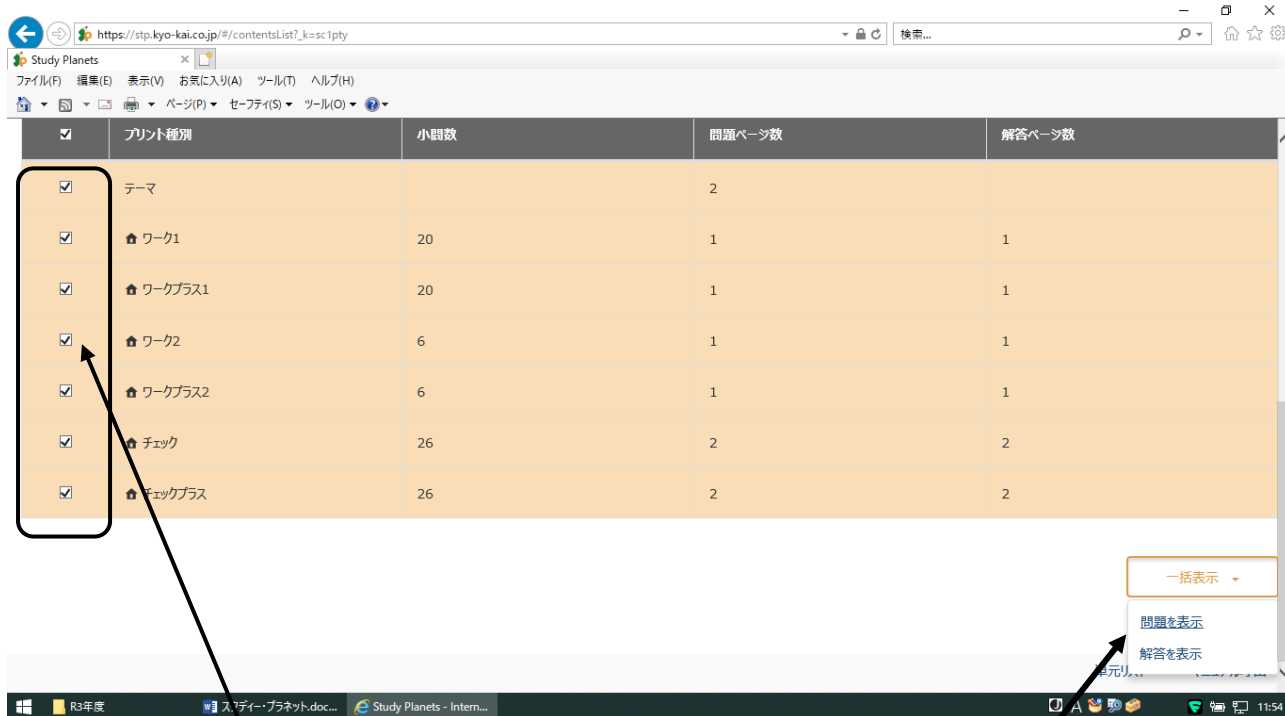 https://stp.kyo-kai.co.jp/#/contentsList?_k=sc1pty
検索...
Study Planets
ファイル(F) 編集(E) 表示(V) お気に入り(A) ツール(T) ヘルプ(H)
ページ(P) セーフティ(S) ツール(O)
プリント種別 小問数 問題ページ数 解答ページ数
テーマ 2
ワーク1 20 1 1
ワークプラス1 20 1 1
ワーク2 6 1 1
ワークプラス2 6 1 1
チェック 26 2 2
チェックプラス 26 2 2
一括表示
問題を表示
解答を表示
R3年度 スタディー・プラネット.doc... Study Planets - Intern... A 11:54